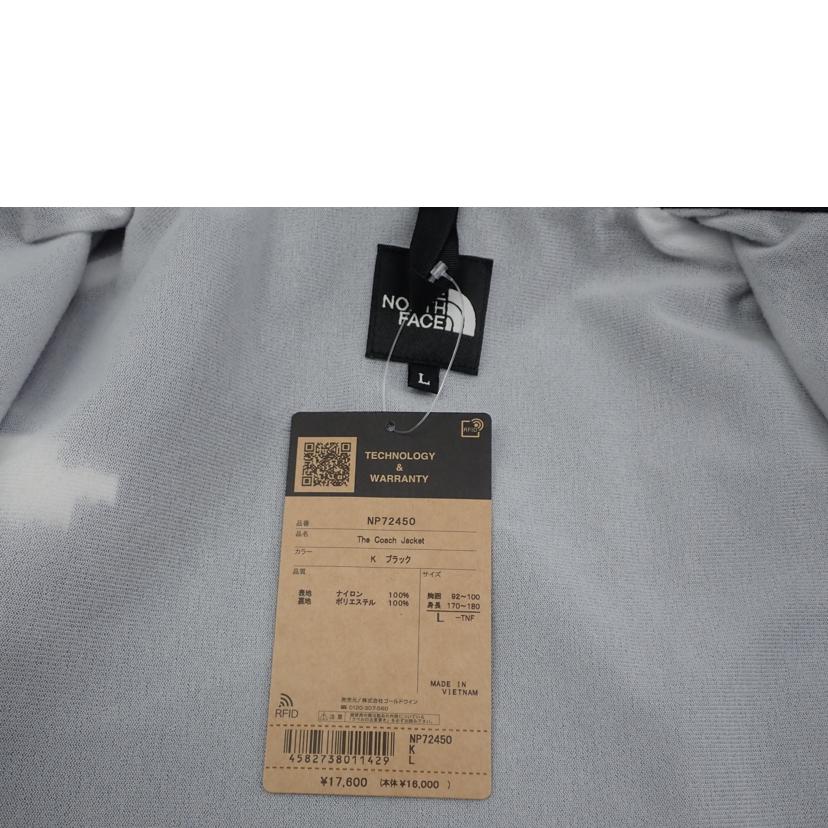 NORTH
FACE
L
RFID
TECHNOLOGY
&
WARRANTY
品番 NP72450
品名 The Coach Jacket
カラー K ブラック
品質 サイズ
表地 ナイロン 100%
裏地 ポリエステル 100%
胸囲 92~100
身長 170~180
L -TNF
MADE IN
VIETNAM
RFID
発売元/株式会社ゴールドウイン
☎ 0120-307-560
注意
NP72450
K
L
4582738011429
¥17,600 (本体¥16,000)